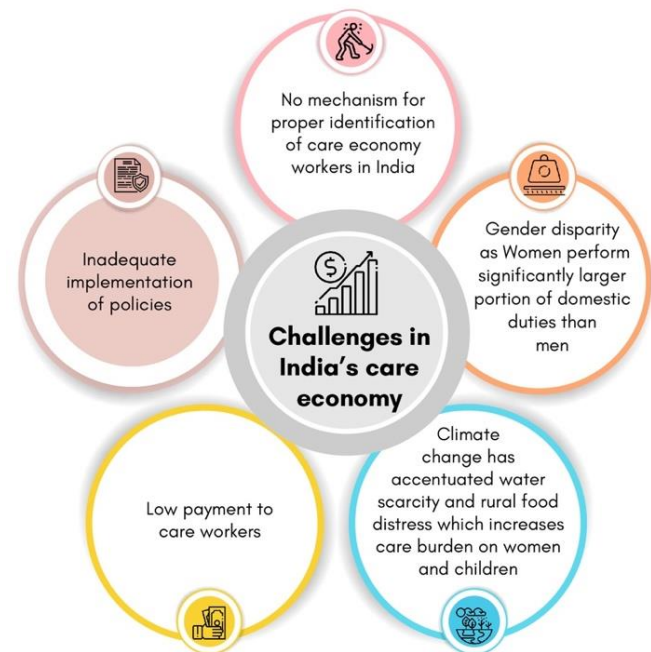 No mechanism for
proper identification
of care economy
workers in India
Gender disparity
as Women perform
significantly larger
portion of domestic
duties than
men
Climate
change has
accentuated water
scarcity and rural food
distress which increases
care burden on women
and children
Low payment to
care workers
Inadequate
implementation
of policies
$
Challenges in
India's care
economy